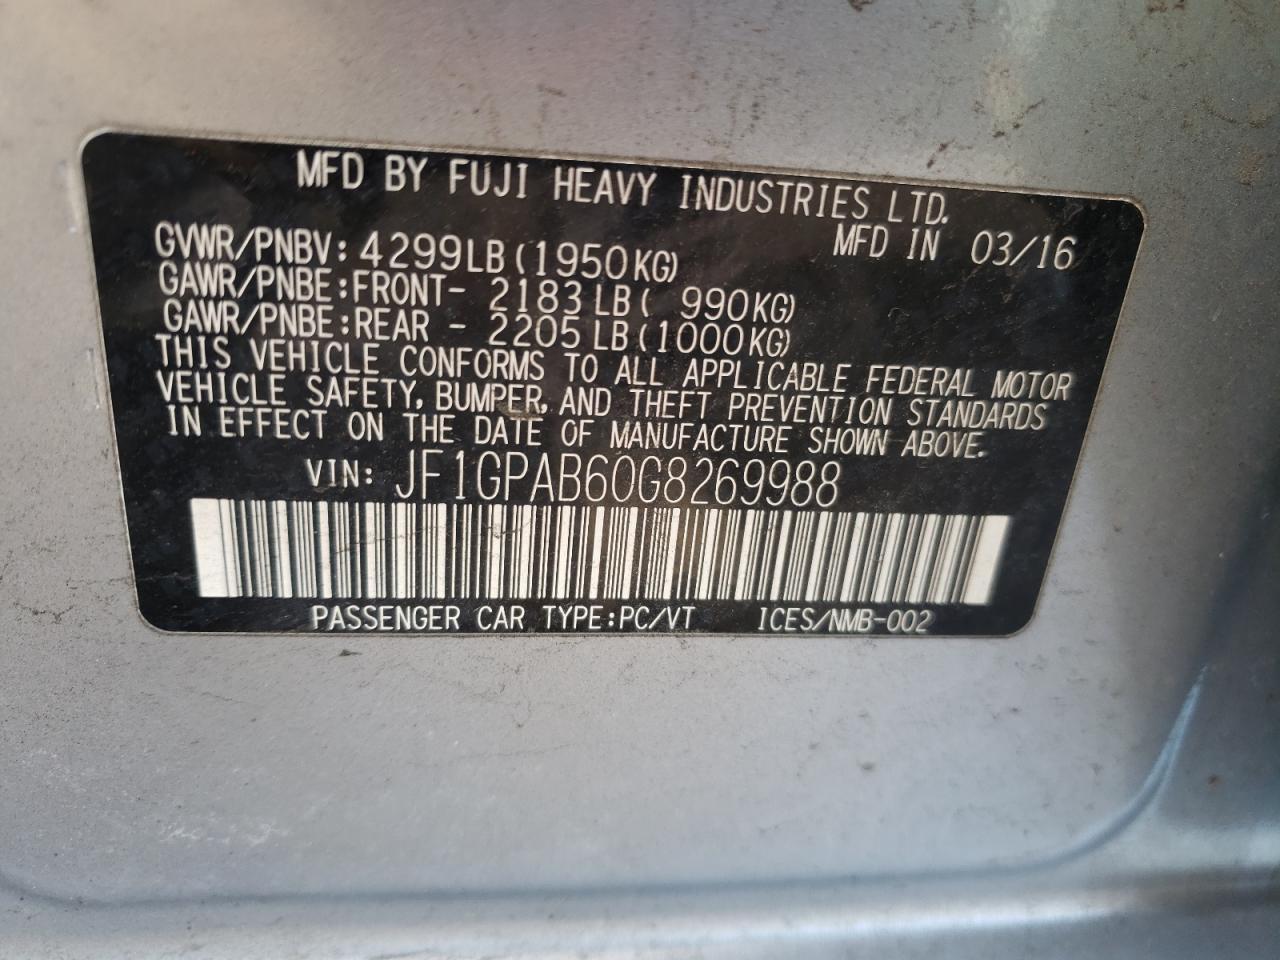 MFD BY FUJI HEAVY INDUSTRIES LTD.
MFD IN 03/16
GVWR/PNBV: 4299LB (1950KG)
GAWR/PNBE:FRONT- 2183LB( 990KG)
GAWR/PNBE:REAR - 2205LB(1000KG)
THIS VEHICLE CONFORMS TO ALL APPLICABLE FEDERAL MOTOR
VEHICLE SAFETY, BUMPER, AND THEFT PREVENTION STANDARDS
IN EFFECT ON THE DATE OF MANUFACTURE SHOWN ABOVE.
VIN: JF1GPAB60G8269988
PASSENGER CAR TYPE:PC/VT ICES/NMB-002